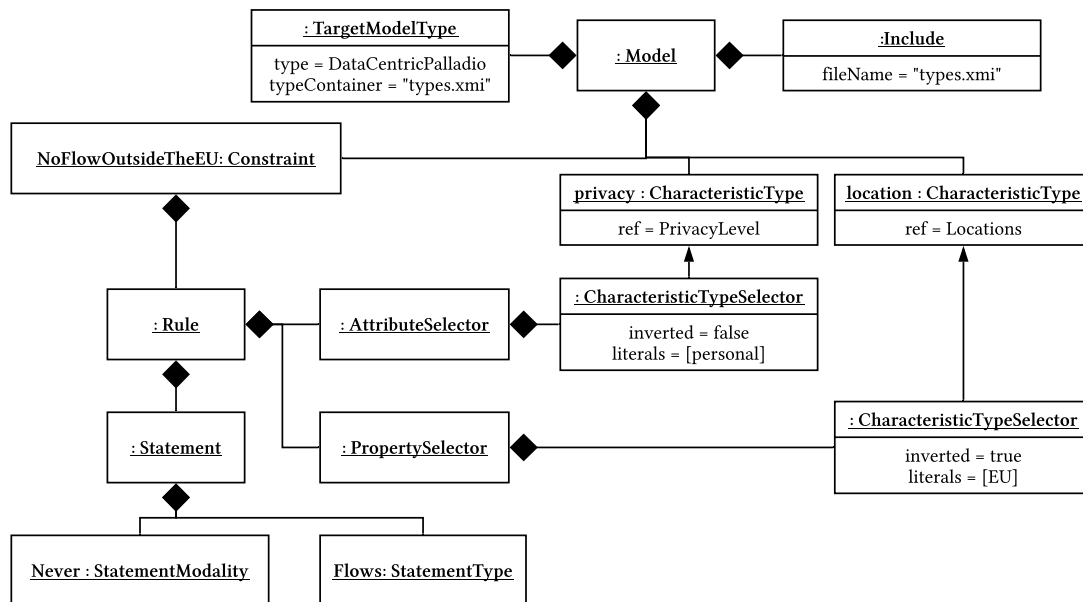 : TargetModelType
type = DataCentricPalladio
typeContainer = "types.xmi"
: Model
:Include
fileName = "types.xmi"
NoFlowOutsideTheEU: Constraint
privacy : CharacteristicType
ref = PrivacyLevel
location : CharacteristicType
ref = Locations
: Rule
: AttributeSelector
: CharacteristicTypeSelector
inverted = false
literals = [personal]
: Statement
: PropertySelector
: CharacteristicTypeSelector
inverted = true
literals = [EU]
Never : StatementModality
Flows: StatementType